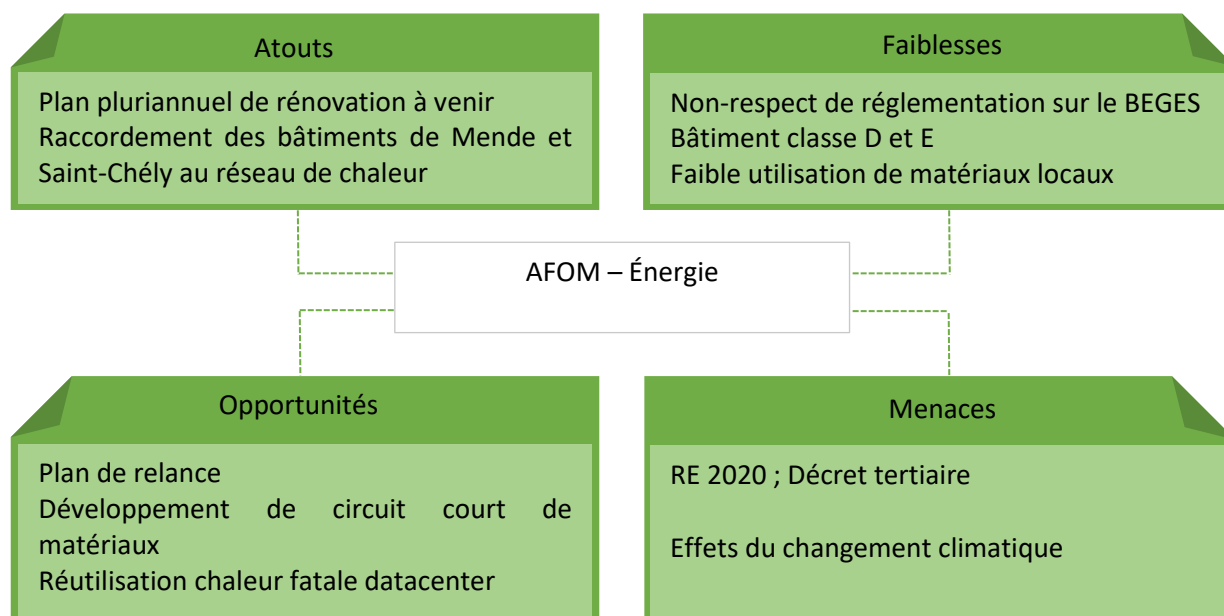 Atouts
Plan pluriannuel de rénovation à venir
Raccordement des bâtiments de Mende et
Saint-Chély au réseau de chaleur
Faiblesses
Non-respect de réglementation sur le BEGES
Bâtiment classe D et E
Faible utilisation de matériaux locaux
AFOM – Énergie
Opportunités
Plan de relance
Développement de circuit court de
matériaux
Réutilisation chaleur fatale datacenter
Menaces
RE 2020 ; Décret tertiaire
Effets du changement climatique